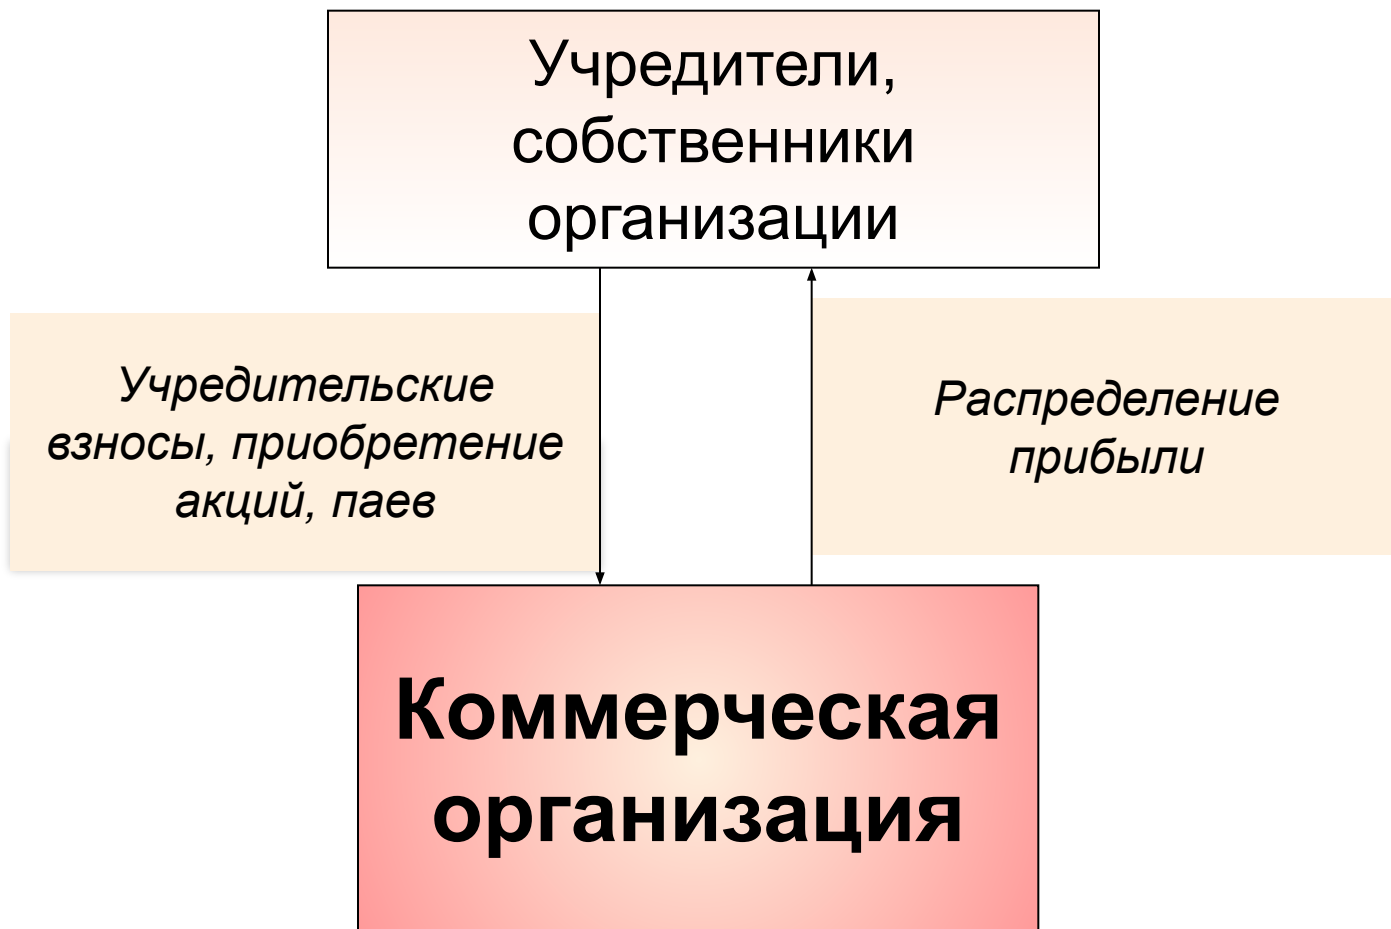 Учредители,
собственники
организации
Учредительские
взносы, приобретение
акций, паев
Распределение
прибыли
Коммерческая
организация